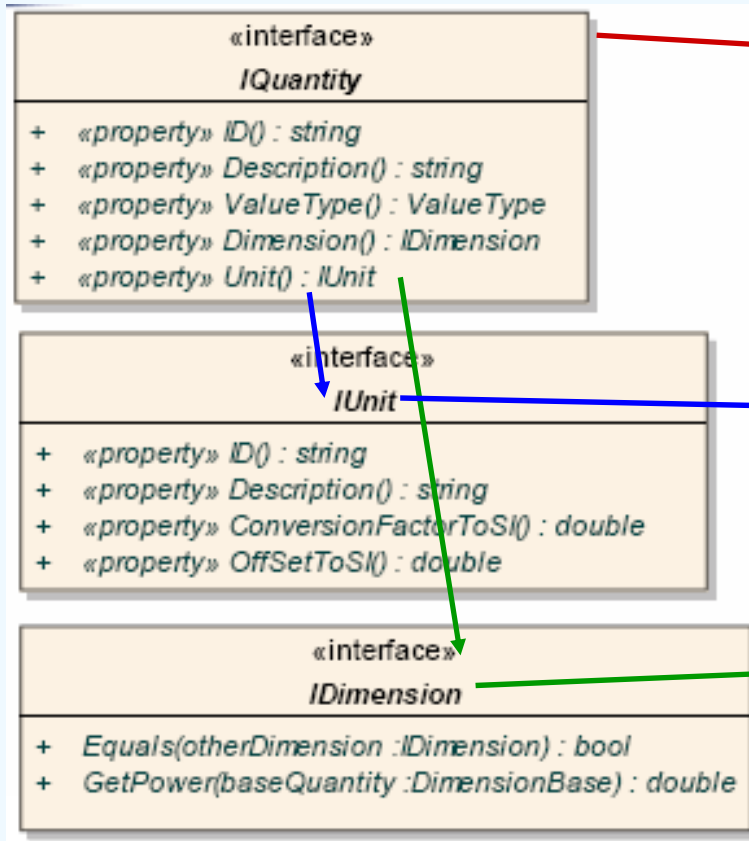 «interface»
IQuantity
+ «property» ID() : string
+ «property» Description() : string
+ «property» ValueType() : ValueType
+ «property» Dimension() : IDimension
+ «property» Unit() : IUnit
«interface»
IUnit
+ «property» ID() : string
+ «property» Description() : string
+ «property» ConversionFactorToSI() : double
+ «property» OffSetToSI() : double
«interface»
IDimension
+ Equals(otherDimension :IDimension) : bool
+ GetPower(baseQuantity :DimensionBase) : double